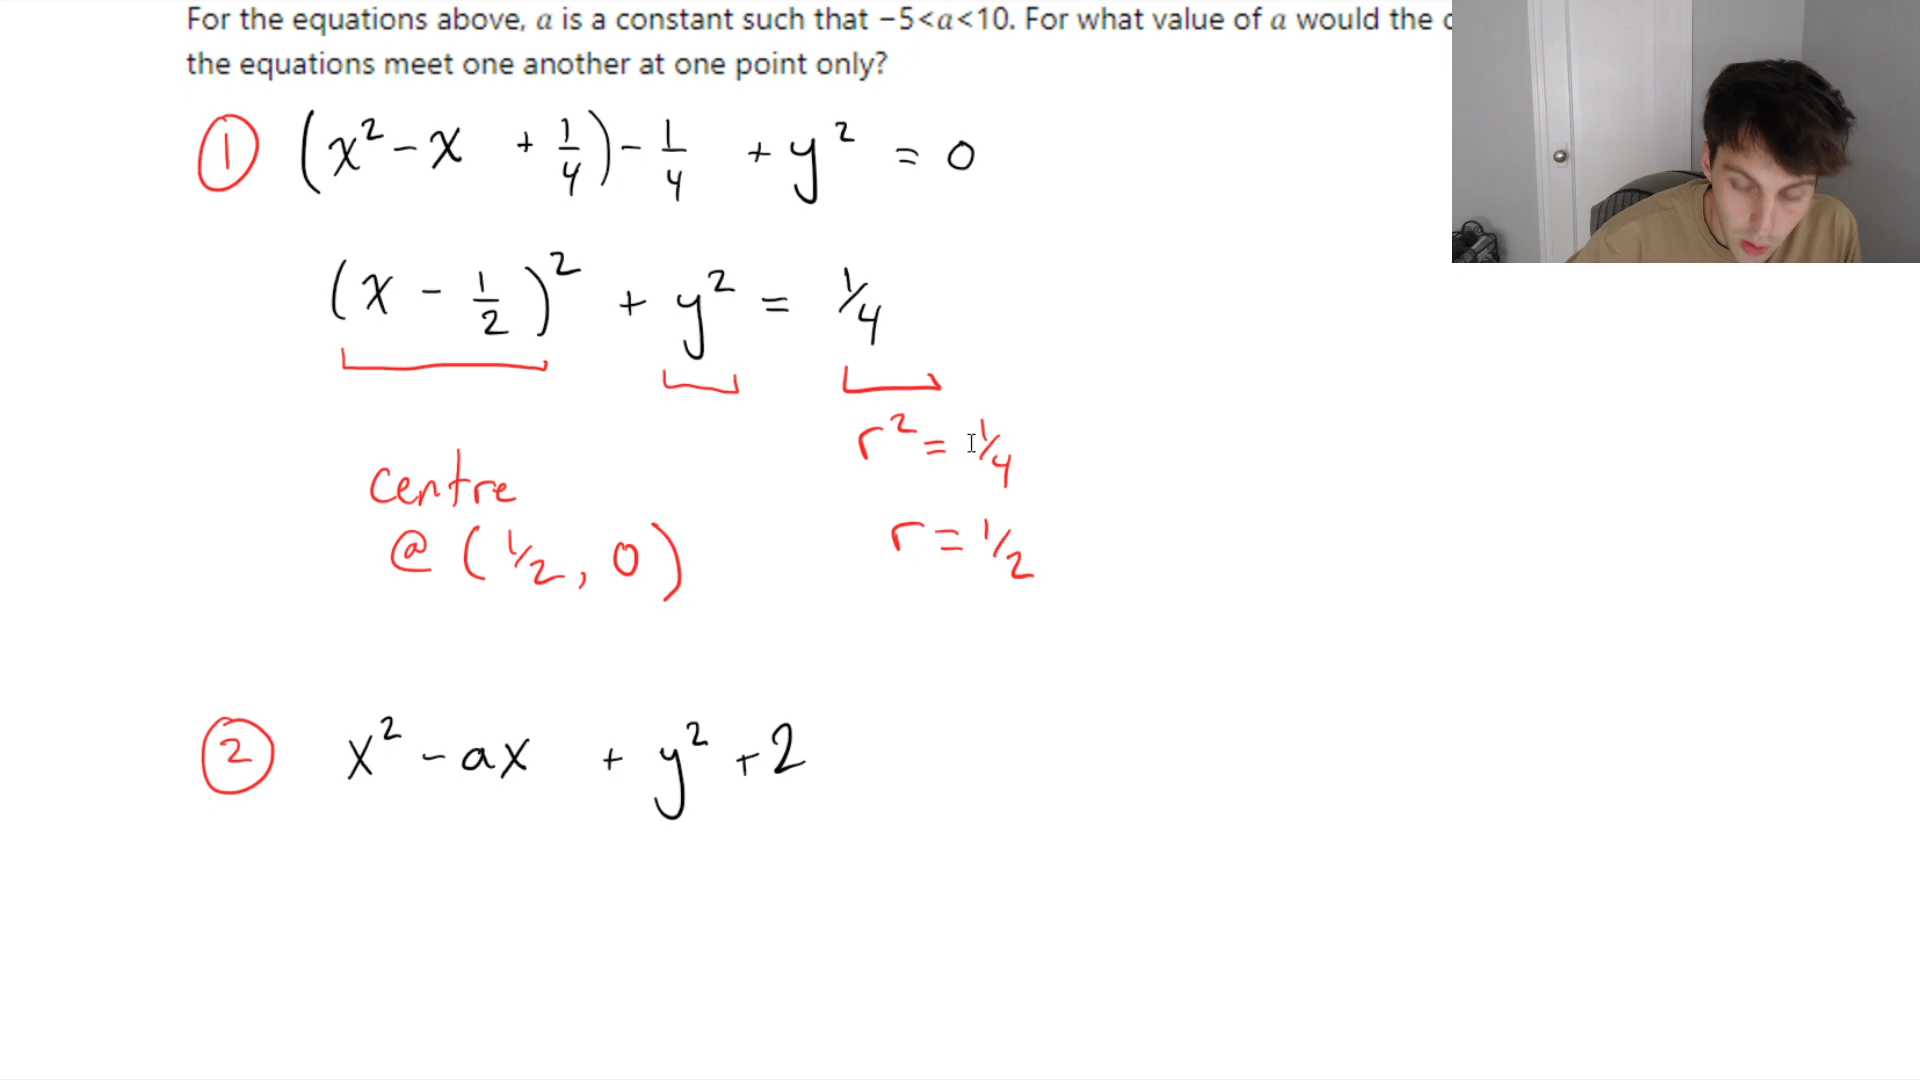 For the equations above, a is a constant such that −5<a<10. For what value of a would the
the equations meet one another at one point only?
① (x² - x + 1/4) - 1/4 + y² = 0
(x - 1/2)² + y² = 1/4
r² = 1/4
centre
@ (1/2, 0)
r = 1/2
② x² - ax + y² + 2